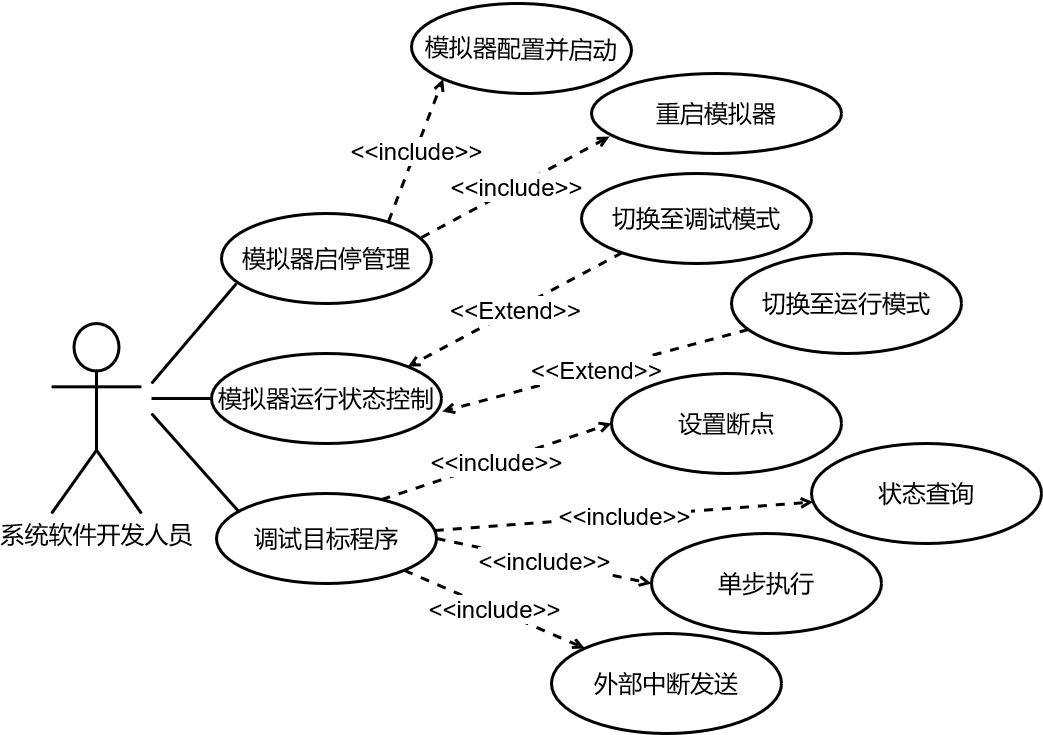 模拟器配置并启动
重启模拟器
<<include>>
<<include>>
切换至调试模式
模拟器启停管理
<<Extend>>
切换至运行模式
<<Extend>>
模拟器运行状态控制
设置断点
<<include>>
状态查询
<<include>>
系统软件开发人员
调试目标程序
<<include>>
单步执行
<<include>>
外部中断发送